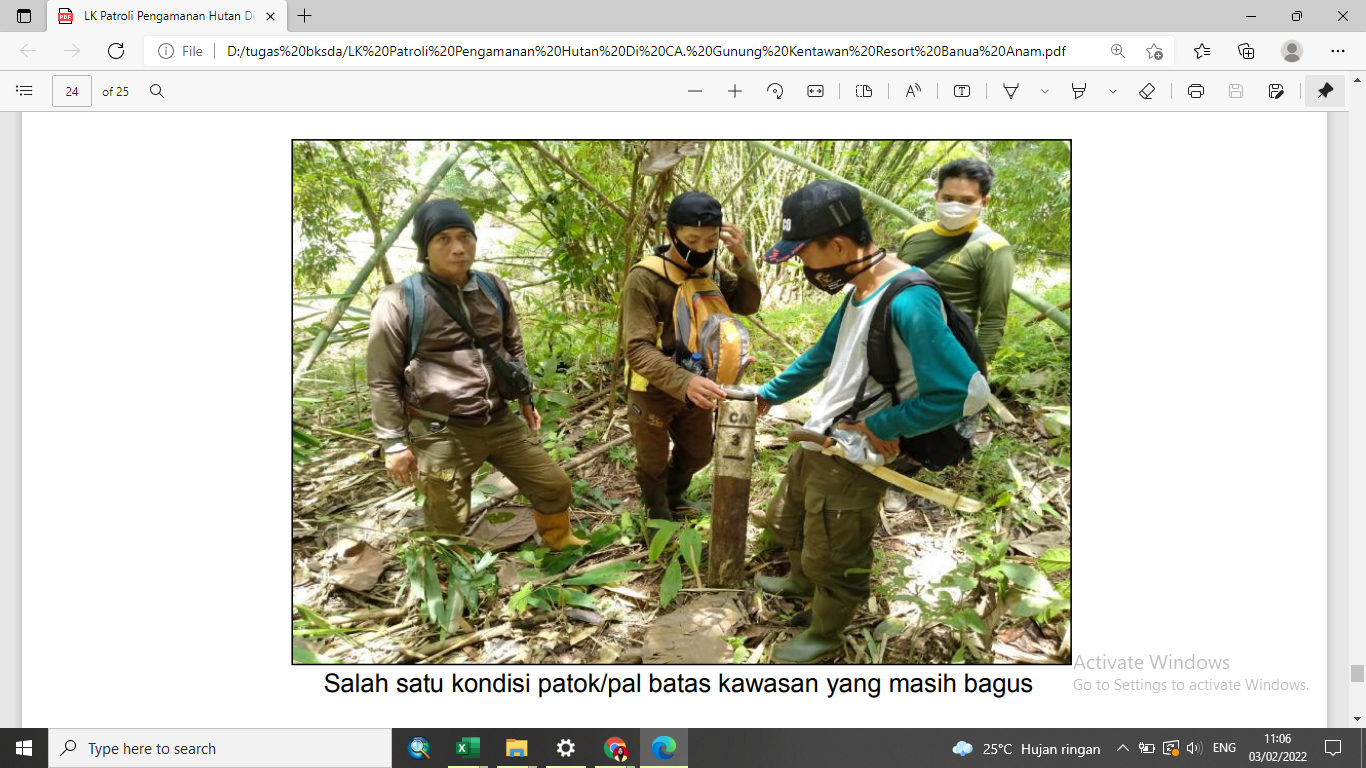 LK Patroli Pengamanan Hutan Di
File
D:/tugas%20bksda/LK%20Patroli%20Pengamanan%20Hutan%20Di%20CA.%20Gunung%20Kentawan%20Resort%20Banua%20Anam.pdf
24 of 25
CO
CA
3
Salah satu kondisi patok/pal batas kawasan yang masih bagus
Activate Windows
Go to Settings to activate Windows.
Type here to search
25°C Hujan ringan
ENG
11:06
03/02/2022